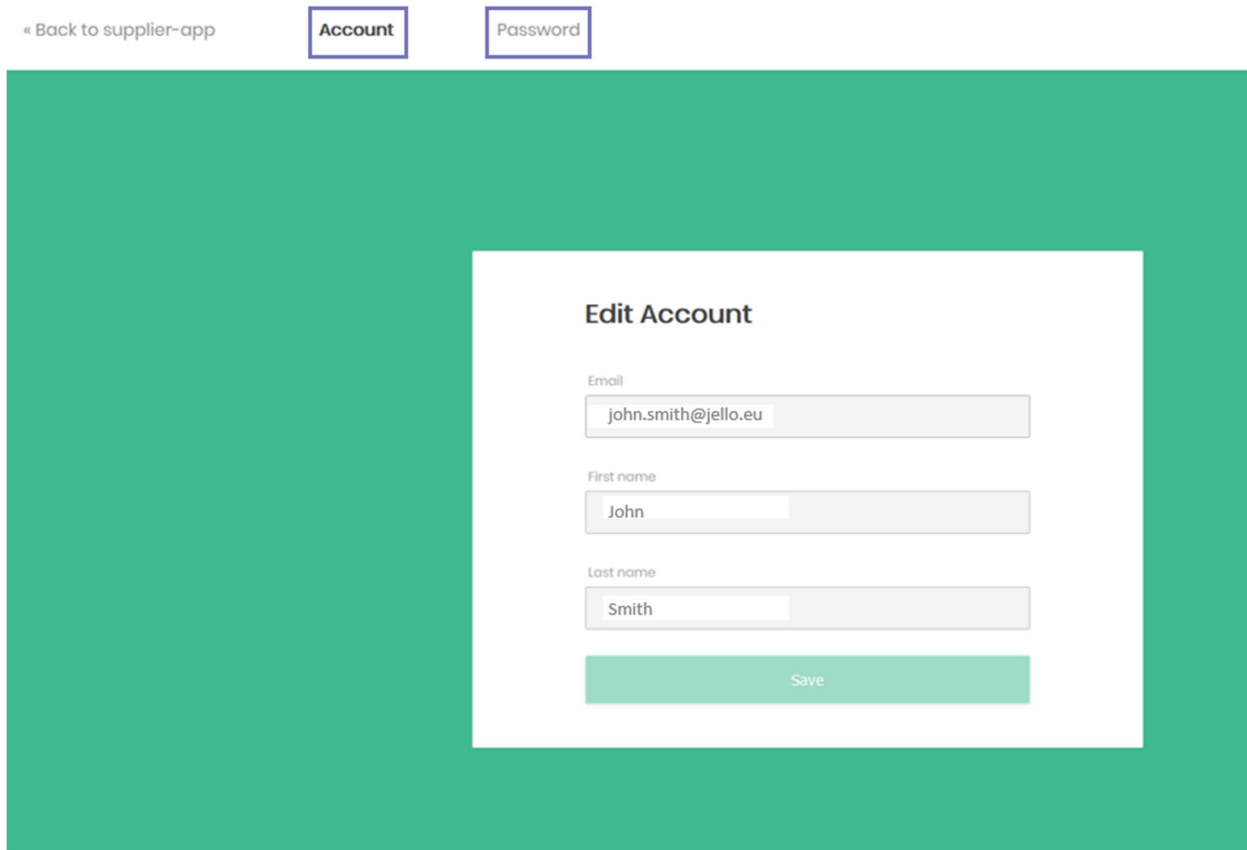 « Back to supplier-app Account Password
Edit Account
Email
john.smith@jello.eu
First name
John
Last name
Smith
Save